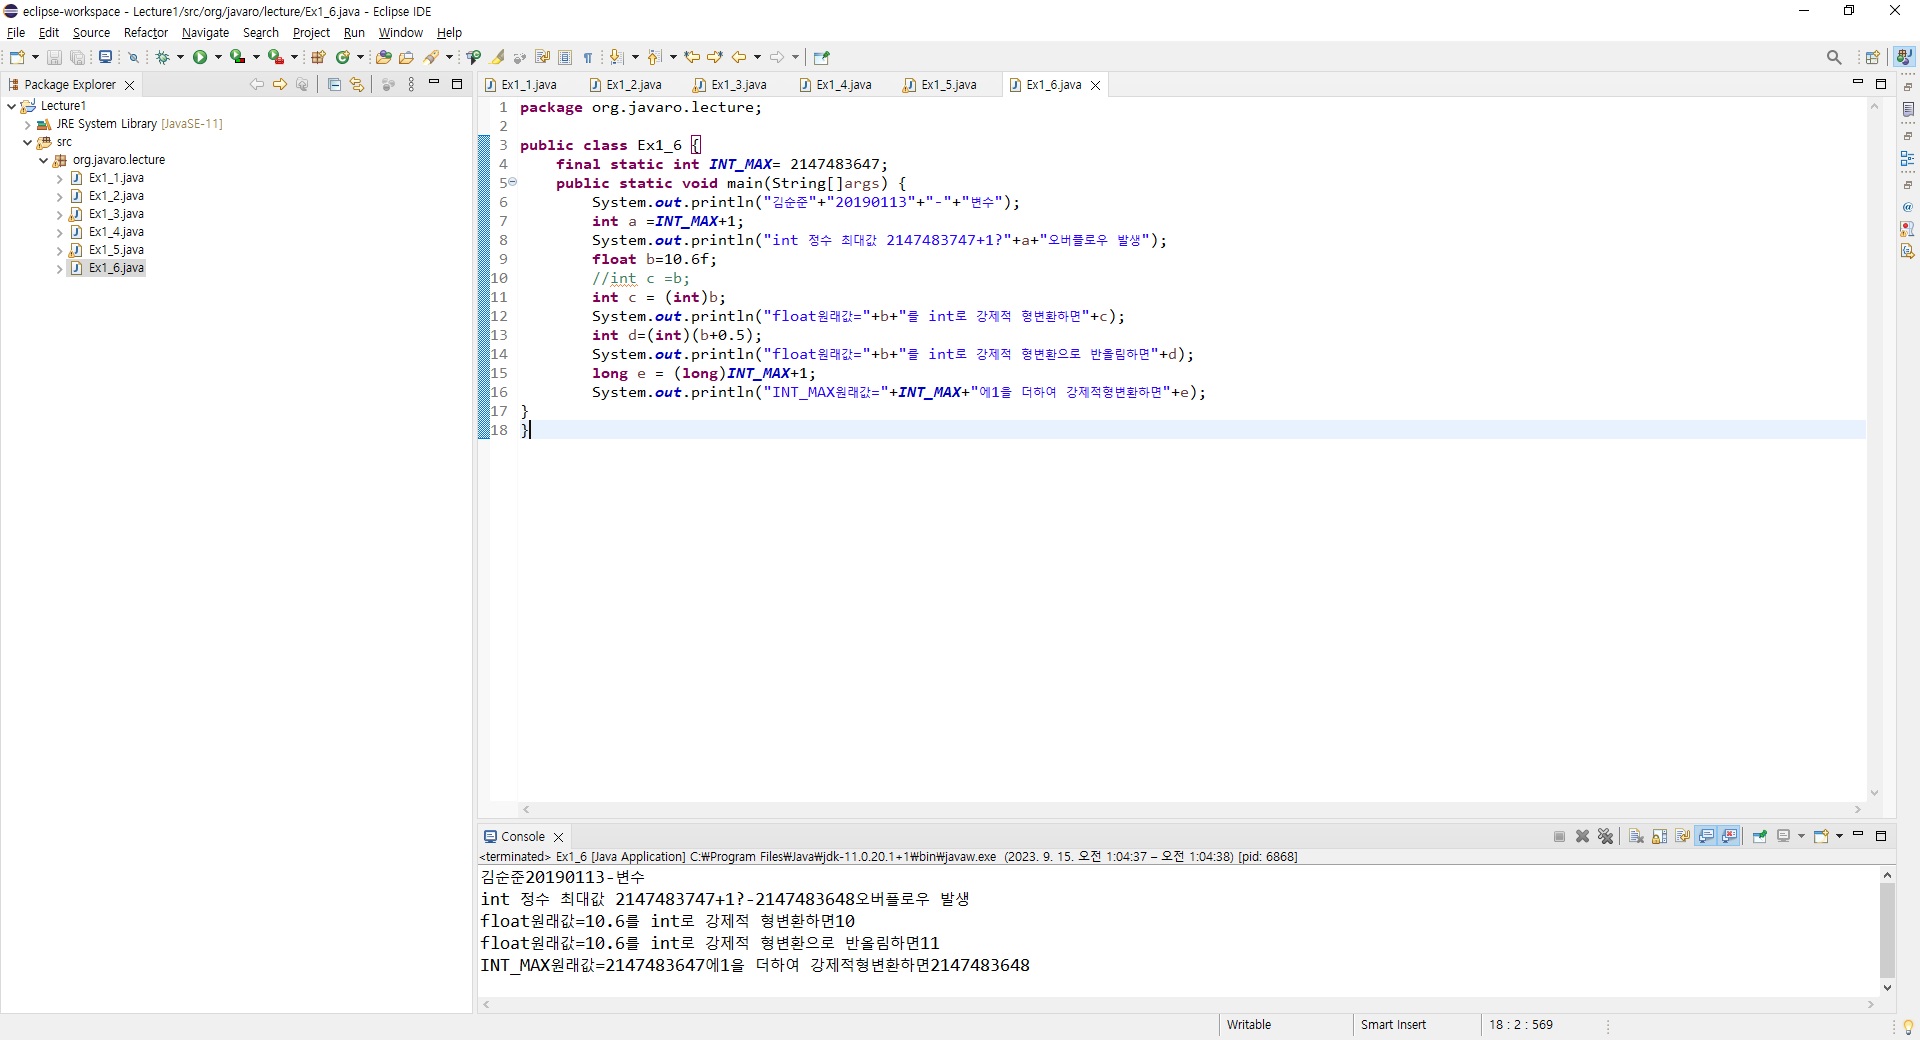 eclipse-workspace - Lecture1/src/org/javaro/lecture/Ex1_6.java - Eclipse IDE
File Edit Source Refactor Navigate Search Project Run Window Help
Package Explorer
Lecture1
JRE System Library [JavaSE-11]
src
org.javaro.lecture
Ex1_1.java
Ex1_2.java
Ex1_3.java
Ex1_4.java
Ex1_5.java
Ex1_6.java
Ex1_1.java Ex1_2.java Ex1_3.java Ex1_4.java Ex1_5.java Ex1_6.java
1 package org.javaro.lecture;
2
3 public class Ex1_6 {
4 final static int INT_MAX= 2147483647;
5 public static void main(String[]args) {
6 System.out.println("김순준"+"20190113"+"-"+"변수");
7 int a =INT_MAX+1;
8 System.out.println("int 정수 최대값 2147483747+1?"+a+"오버플로우 발생");
9 float b=10.6f;
10 //int c =b;
11 int c = (int)b;
12 System.out.println("float원래값="+b+"를 int로 강제적 형변환하면"+c);
13 int d=(int)(b+0.5);
14 System.out.println("float원래값="+b+"를 int로 강제적 형변환으로 반올림하면"+d);
15 long e = (long)INT_MAX+1;
16 System.out.println("INT_MAX원래값="+INT_MAX+"에1을 더하여 강제적형변환하면"+e);
17 }
18 }
Console
<terminated> Ex1_6 [Java Application] C:₩Program Files₩Java₩jdk-11.0.20.1+1₩bin₩javaw.exe (2023. 9. 15. 오전 1:04:37 – 오전 1:04:38) [pid: 6868]
김순준20190113-변수
int 정수 최대값 2147483747+1?-2147483648오버플로우 발생
float원래값=10.6를 int로 강제적 형변환하면10
float원래값=10.6를 int로 강제적 형변환으로 반올림하면11
INT_MAX원래값=2147483647에1을 더하여 강제적형변환하면2147483648
Writable Smart Insert 18 : 2 : 569